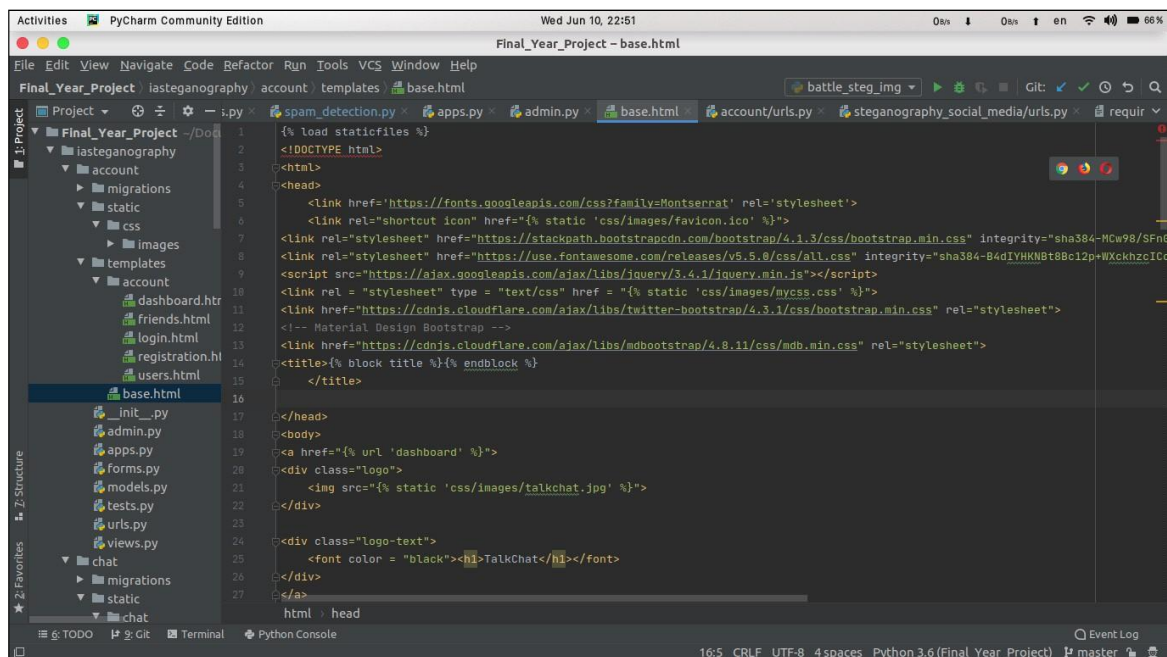 Activities PyCharm Community Edition Wed Jun 10, 22:51 0B/s 0B/s en 66%
Final_Year_Project – base.html
File Edit View Navigate Code Refactor Run Tools VCS Window Help
Final_Year_Project iasteganography account templates base.html battle_steg_img Git:
Project s.py spam_detection.py apps.py admin.py base.html account/urls.py steganography_social_media/urls.py requir
1: Project
7: Structure
2: Favorites
Final_Year_Project ~/Doc
iasteganography
account
migrations
static
css
images
templates
account
dashboard.htr
friends.html
login.html
registration.ht
users.html
base.html
__init__.py
admin.py
apps.py
forms.py
models.py
tests.py
urls.py
views.py
chat
migrations
static
chat
1 {% load staticfiles %}
2 <!DOCTYPE html>
3 <html>
4 <head>
5 <link href='https://fonts.googleapis.com/css?family=Montserrat' rel='stylesheet'>
6 <link rel="shortcut icon" href="{% static 'css/images/favicon.ico' %}">
7 <link rel="stylesheet" href="https://stackpath.bootstrapcdn.com/bootstrap/4.1.3/css/bootstrap.min.css" integrity="sha384-MCw98/SFn
8 <link rel="stylesheet" href="https://use.fontawesome.com/releases/v5.5.0/css/all.css" integrity="sha384-B4dIYHKNBt8Bc12p+WXckhzcIC
9 <script src="https://ajax.googleapis.com/ajax/libs/jquery/3.4.1/jquery.min.js"></script>
10 <link rel = "stylesheet" type = "text/css" href = "{% static 'css/images/mycss.css' %}">
11 <link href="https://cdnjs.cloudflare.com/ajax/libs/twitter-bootstrap/4.3.1/css/bootstrap.min.css" rel="stylesheet">
12 <!-- Material Design Bootstrap -->
13 <link href="https://cdnjs.cloudflare.com/ajax/libs/mdbootstrap/4.8.11/css/mdb.min.css" rel="stylesheet">
14 <title>{% block title %}{% endblock %}
15 </title>
16
17 </head>
18 <body>
19 <a href="{% url 'dashboard' %}">
20 <div class="logo">
21 <img src="{% static 'css/images/talkchat.jpg' %}">
22 </div>
23
24 <div class="logo-text">
25 <font color = "black"><h1>TalkChat</h1></font>
26 </div>
27 </a>
html head
6: TODO 9: Git Terminal Python Console Event Log
16:5 CRLF UTF-8 4 spaces Python 3.6 (Final_Year_Project) master